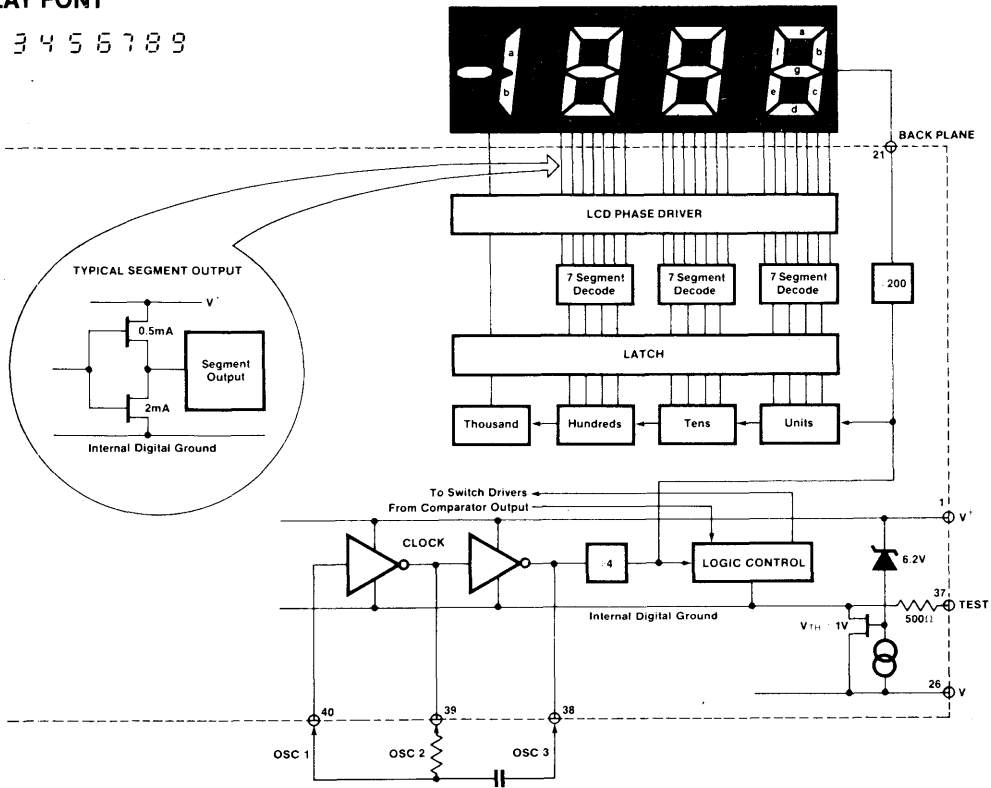 LAY FONT
3 4 5 6 7 8 9
a
b
a
f b
g
e c
d
BACK PLANE
21
LCD PHASE DRIVER
TYPICAL SEGMENT OUTPUT
V+
0.5mA
Segment
Output
2mA
Internal Digital Ground
7 Segment
Decode
7 Segment
Decode
7 Segment
Decode
÷200
LATCH
Thousand
Hundreds
Tens
Units
To Switch Drivers
From Comparator Output
1
V+
CLOCK
÷4
LOGIC CONTROL
6.2V
37
TEST
500Ω
Internal Digital Ground
VTH 1V
26
V
40
39
38
OSC 1
OSC 2
OSC 3